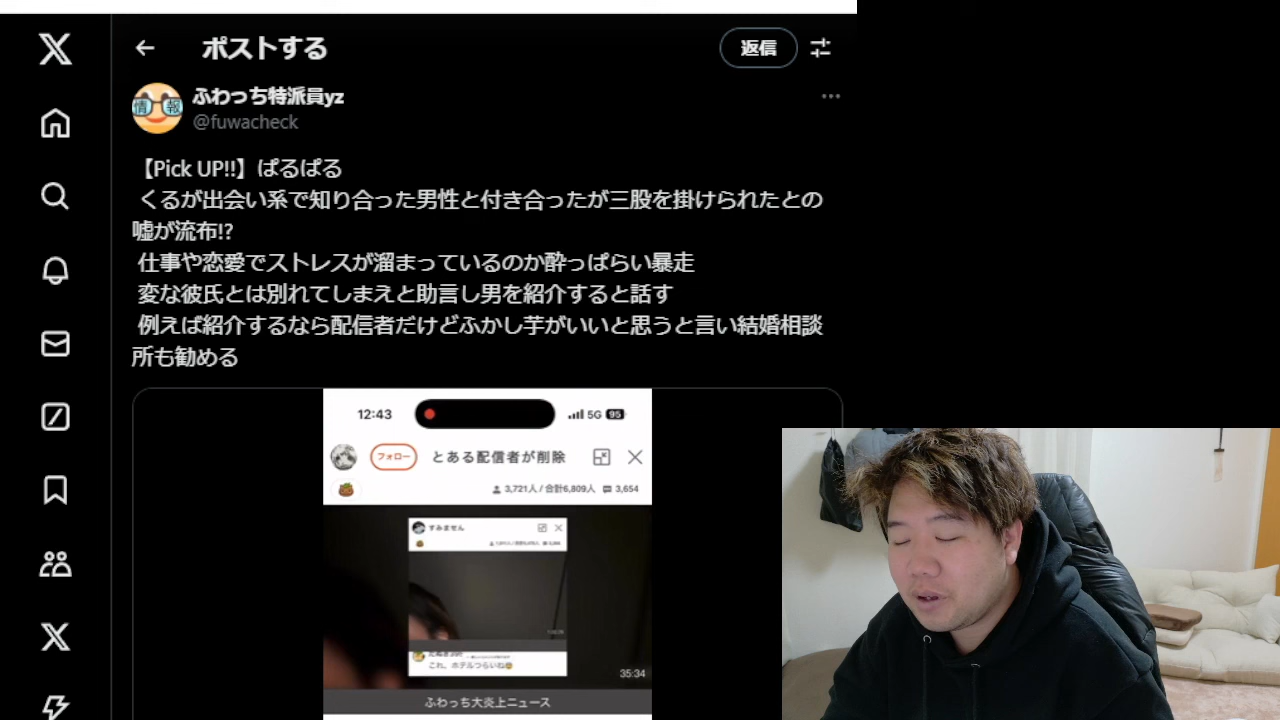 ポストする
返信
ふわっち特派員yz
@fuwacheck
【Pick UP!!】ぱるぱる
くるが出会い系で知り合った男性と付き合ったが三股を掛けられたとの
嘘が流布!?
仕事や恋愛でストレスが溜まっているのか酔っぱらい暴走
変な彼氏とは別れてしまえと助言し男を紹介すると話す
例えば紹介するなら配信者だけどふかし芋がいいと思うと言い結婚相談
所も勧める
12:43
5G 95
フォロー
とある配信者が削除
3,721人 / 合計6,809人 3,654
すみません
これ、ホテルつらいね
35:34
ふわっち大炎上ニュース
情 報